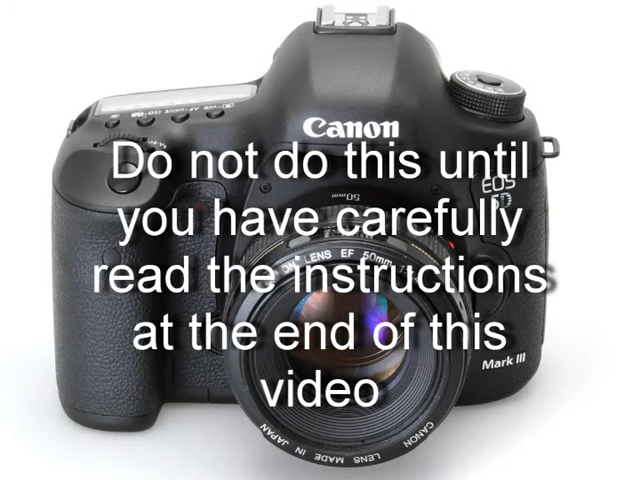 Canon
Do not do this until
you have carefully
read the instructions
at the end of this
video
EOS
5D
50mm
LENS EF 50mm
Mark III
CANON LENS MADE IN JAPAN